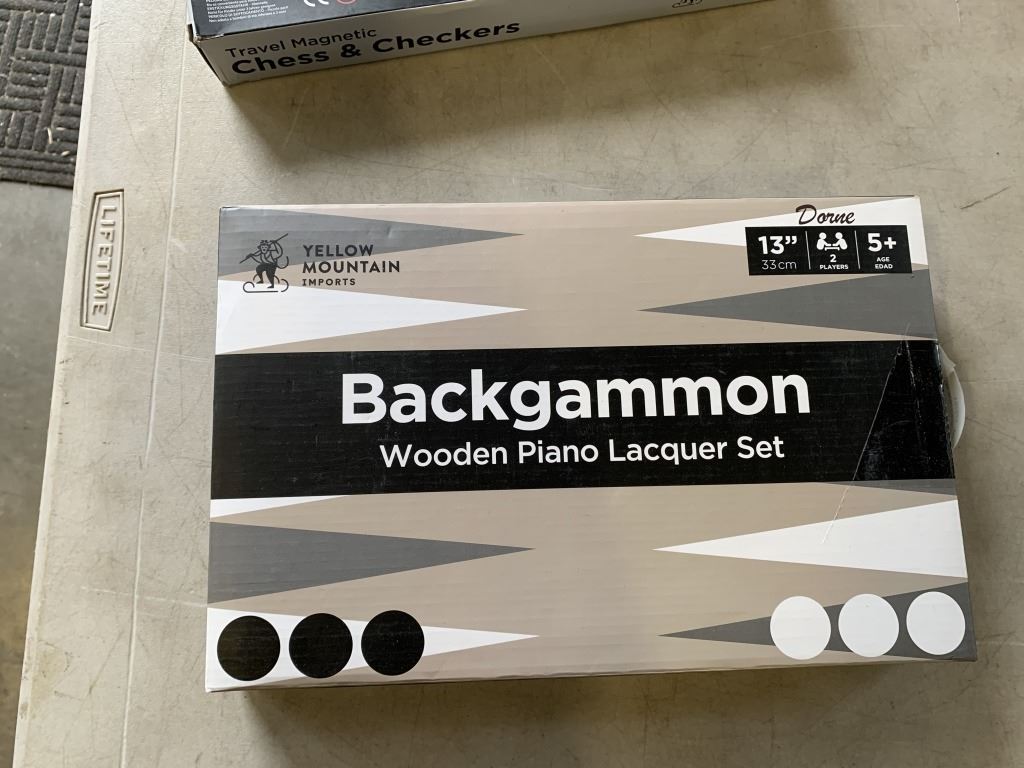 Travel Magnetic
Chess & Checkers
LIFETIME
YELLOW
MOUNTAIN
IMPORTS
Dorne
13”
33cm
2
PLAYERS
5+
AGE
EDAD
Backgammon
Wooden Piano Lacquer Set